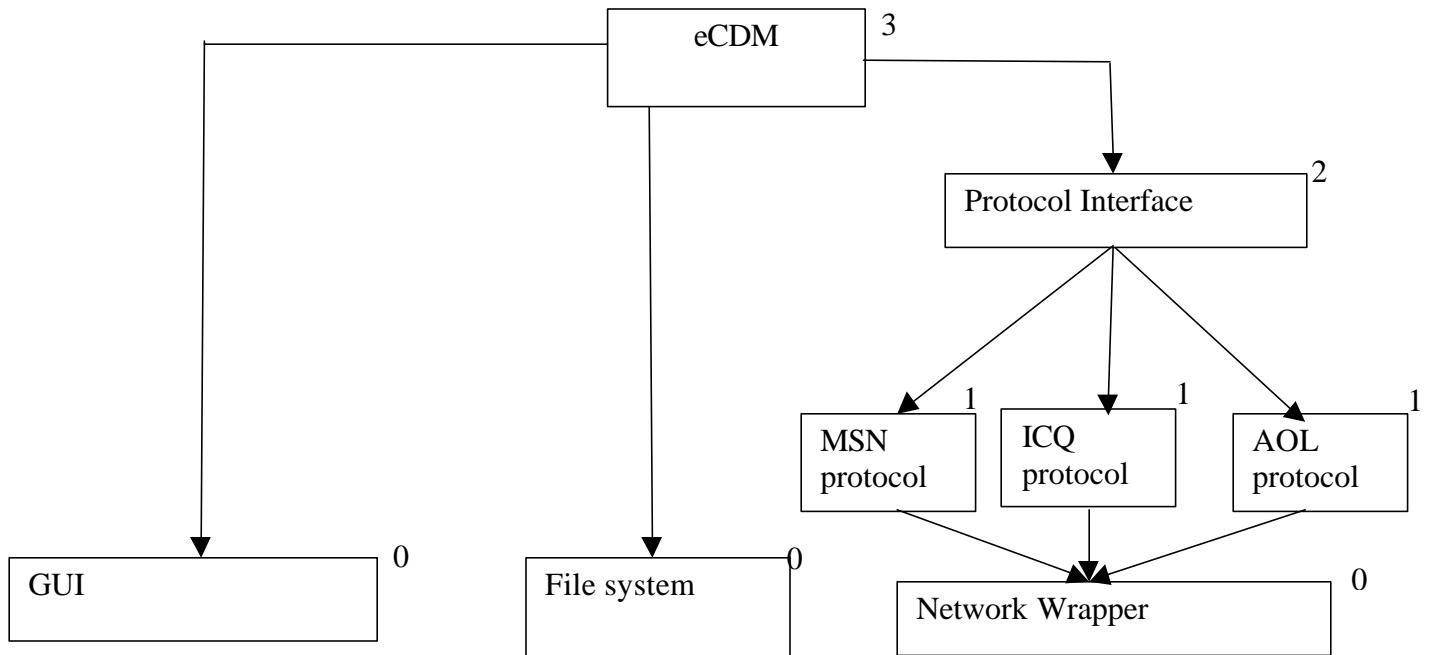 eCDM
3
Protocol Interface
2
MSN
protocol
1
ICQ
protocol
1
AOL
protocol
1
GUI
0
File system
0
Network Wrapper
0